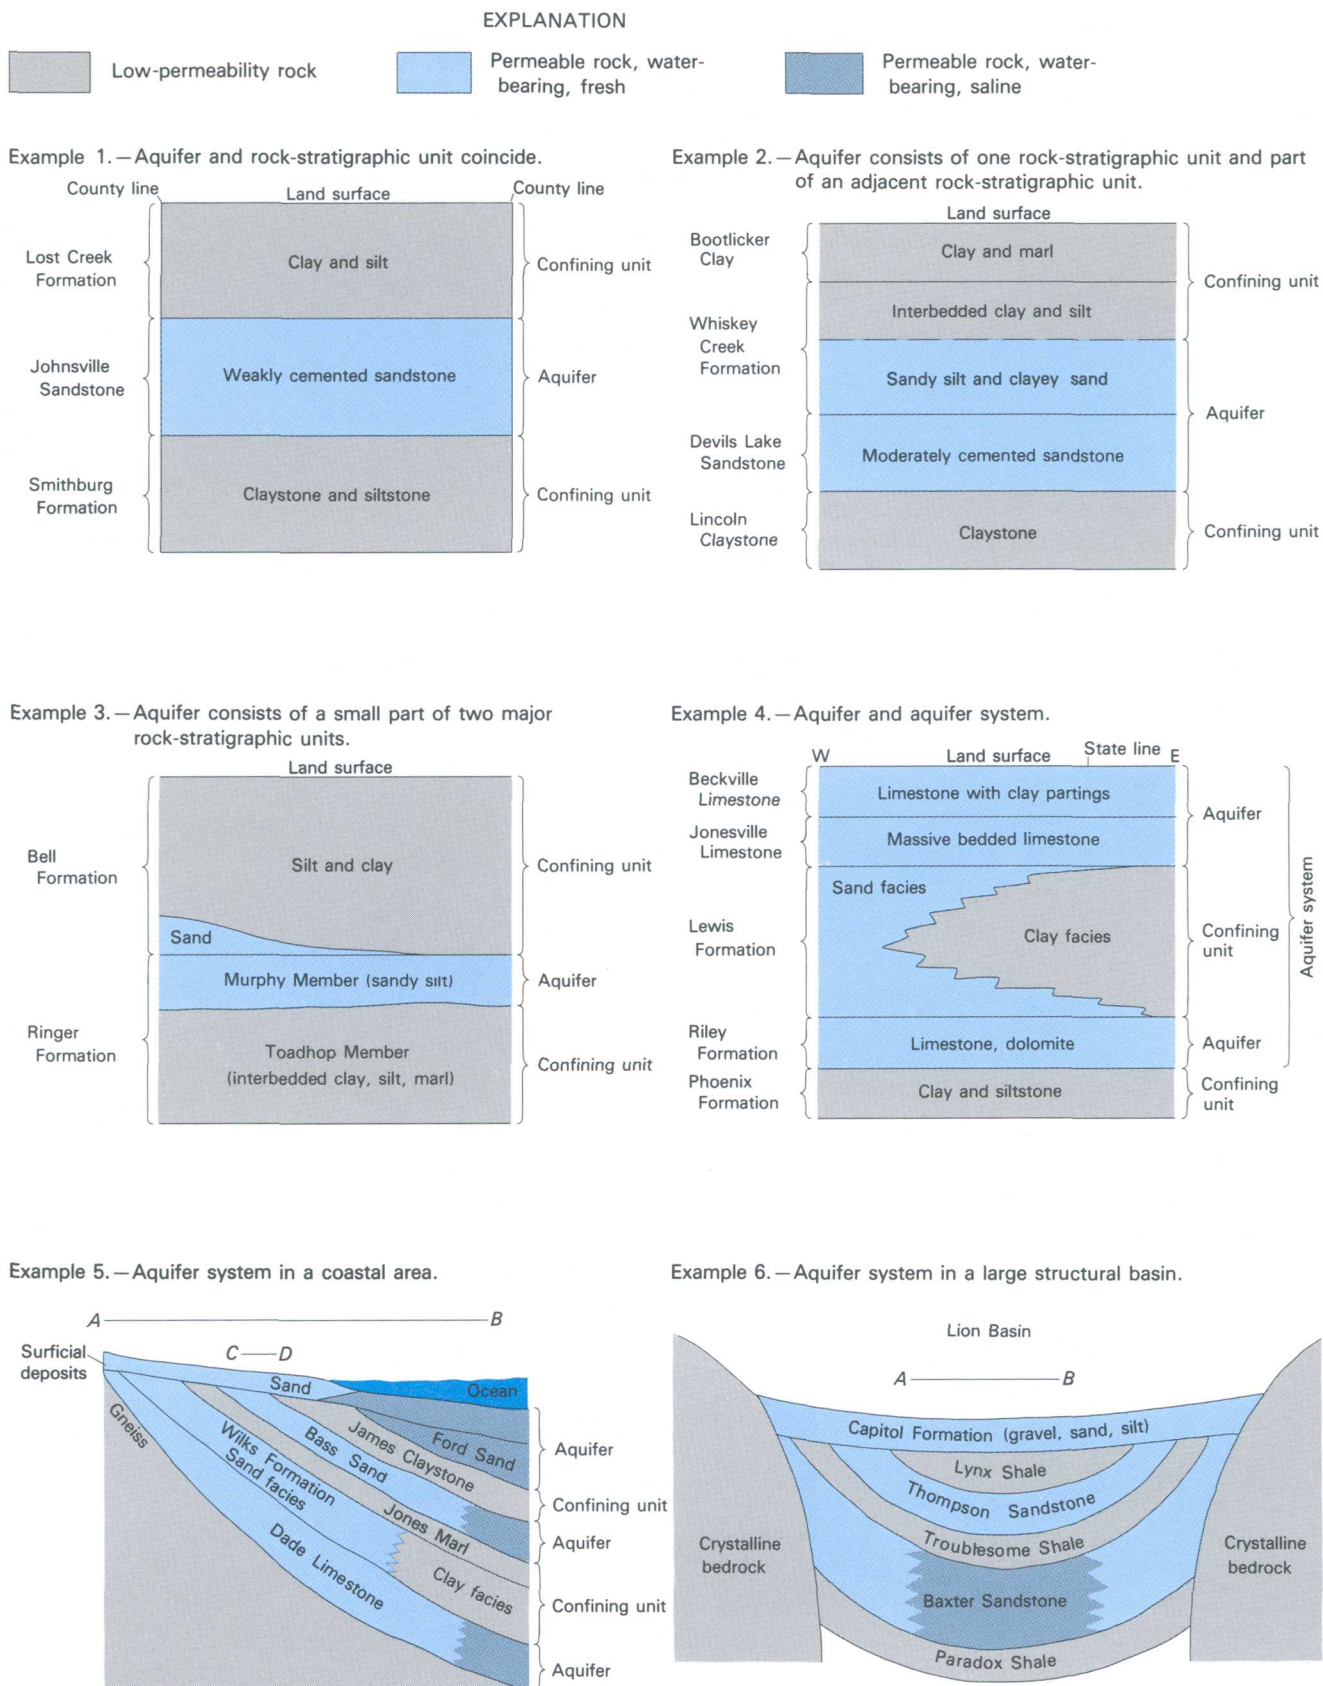 EXPLANATION
Low-permeability rock
Permeable rock, water-
bearing, fresh
Permeable rock, water-
bearing, saline
Example 1.—Aquifer and rock-stratigraphic unit coincide.
County line
Land surface
County line
Lost Creek
Formation
Clay and silt
Confining unit
Johnsville
Sandstone
Weakly cemented sandstone
Aquifer
Smithburg
Formation
Claystone and siltstone
Confining unit
Example 2.—Aquifer consists of one rock-stratigraphic unit and part
of an adjacent rock-stratigraphic unit.
Land surface
Bootlicker
Clay
Clay and marl
Confining unit
Interbedded clay and silt
Whiskey
Creek
Formation
Sandy silt and clayey sand
Aquifer
Devils Lake
Sandstone
Moderately cemented sandstone
Lincoln
Claystone
Claystone
Confining unit
Example 3.—Aquifer consists of a small part of two major
rock-stratigraphic units.
Land surface
Bell
Formation
Silt and clay
Confining unit
Sand
Murphy Member (sandy silt)
Aquifer
Ringer
Formation
Toadhop Member
(interbedded clay, silt, marl)
Confining unit
Example 4.—Aquifer and aquifer system.
W
Land surface
State line
E
Beckville
Limestone
Limestone with clay partings
Aquifer
Jonesville
Limestone
Massive bedded limestone
Sand facies
Lewis
Formation
Clay facies
Confining
unit
Aquifer system
Riley
Formation
Limestone, dolomite
Aquifer
Phoenix
Formation
Clay and siltstone
Confining
unit
Example 5.—Aquifer system in a coastal area.
A
B
Surficial
deposits
C
D
Sand
Ocean
Gneiss
Wilks Formation
Sand facies
Bass Sand
James Claystone
Ford Sand
Aquifer
Confining unit
Jones Marl
Aquifer
Dade Limestone
Clay facies
Confining unit
Aquifer
Example 6.—Aquifer system in a large structural basin.
Lion Basin
A
B
Capitol Formation (gravel, sand, silt)
Lynx Shale
Thompson Sandstone
Troublesome Shale
Crystalline
bedrock
Crystalline
bedrock
Baxter Sandstone
Paradox Shale